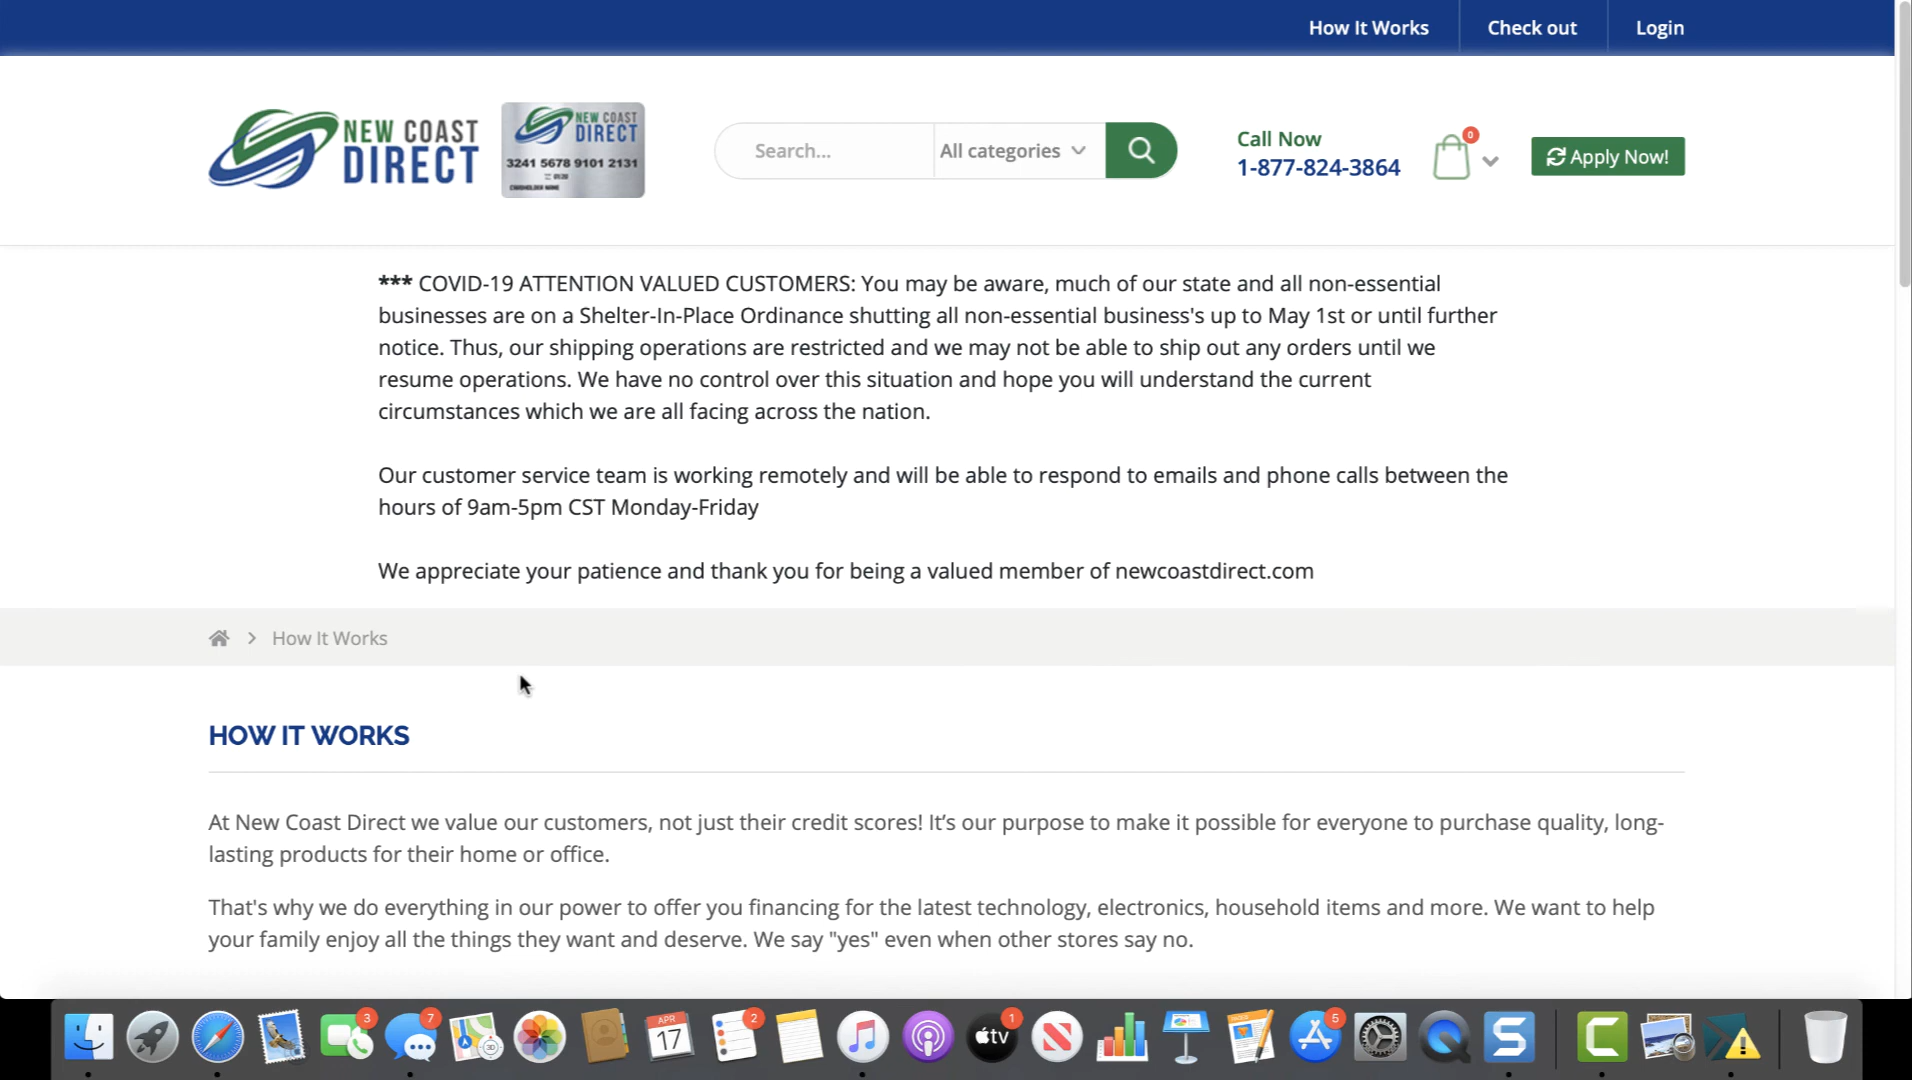 How It Works
Check out
Login
NEW COAST
DIRECT
NEW COAST
DIRECT
3241 5678 9101 2131
CARDHOLDER NAME
Search...
All categories
Call Now
1-877-824-3864
0
Apply Now!
*** COVID-19 ATTENTION VALUED CUSTOMERS: You may be aware, much of our state and all non-essential
businesses are on a Shelter-In-Place Ordinance shutting all non-essential business's up to May 1st or until further
notice. Thus, our shipping operations are restricted and we may not be able to ship out any orders until we
resume operations. We have no control over this situation and hope you will understand the current
circumstances which we are all facing across the nation.
Our customer service team is working remotely and will be able to respond to emails and phone calls between the
hours of 9am-5pm CST Monday-Friday
We appreciate your patience and thank you for being a valued member of newcoastdirect.com
How It Works
HOW IT WORKS
At New Coast Direct we value our customers, not just their credit scores! It’s our purpose to make it possible for everyone to purchase quality, long-
lasting products for their home or office.
That's why we do everything in our power to offer you financing for the latest technology, electronics, household items and more. We want to help
your family enjoy all the things they want and deserve. We say "yes" even when other stores say no.
3
7
3D
APR
17
2
tv
1
5